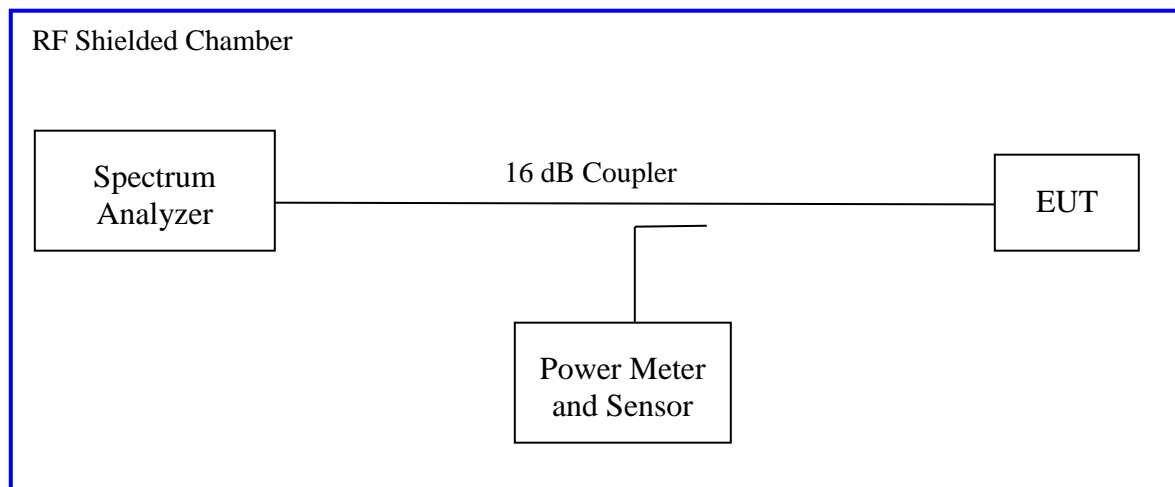 RF Shielded Chamber
Spectrum
Analyzer
16 dB Coupler
EUT
Power Meter
and Sensor